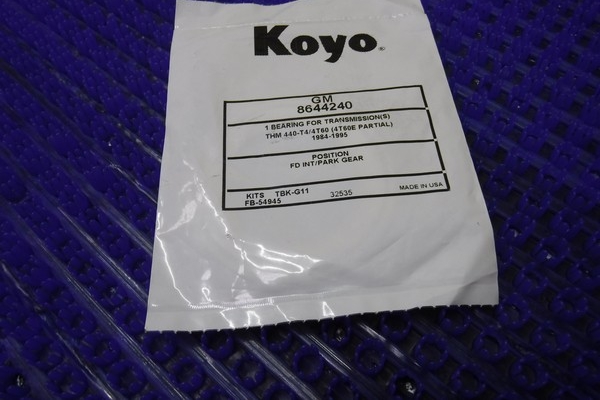 Koyo®
GM
8644240
1 BEARING FOR TRANSMISSION(S)
THM 440-T4/4T60 (4T60E PARTIAL)
1984-1995
POSITION
FD INT/PARK GEAR
KITS TBK-G11 32535 MADE IN USA
FB-54945